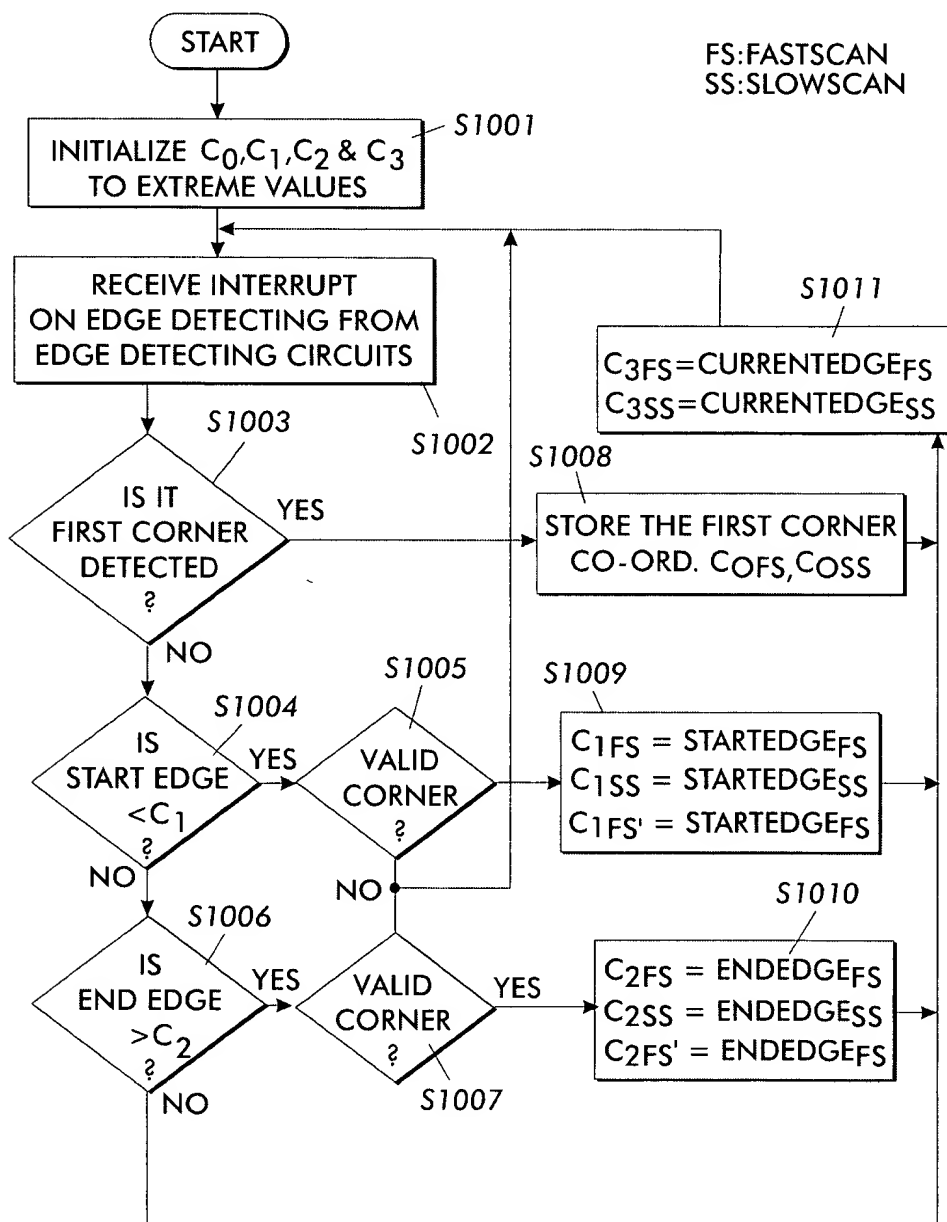 START
FS:FASTSCAN
SS:SLOWSCAN
S1001
INITIALIZE C0,C1,C2 & C3
TO EXTREME VALUES
RECEIVE INTERRUPT
ON EDGE DETECTING FROM
EDGE DETECTING CIRCUITS
S1002
S1011
C3FS=CURRENTEDGEFS
C3SS=CURRENTEDGESS
S1003
IS IT
FIRST CORNER
DETECTED
?
YES
NO
S1008
STORE THE FIRST CORNER
CO-ORD. COFS,COSS
S1004
IS
START EDGE
<C1
?
YES
NO
S1005
VALID
CORNER
?
NO
S1009
C1FS = STARTEDGEFS
C1SS = STARTEDGESS
C1FS' = STARTEDGEFS
S1006
IS
END EDGE
>C2
?
YES
NO
VALID
CORNER
?
S1007
YES
S1010
C2FS = ENDEDGEFS
C2SS = ENDEDGESS
C2FS' = ENDEDGEFS